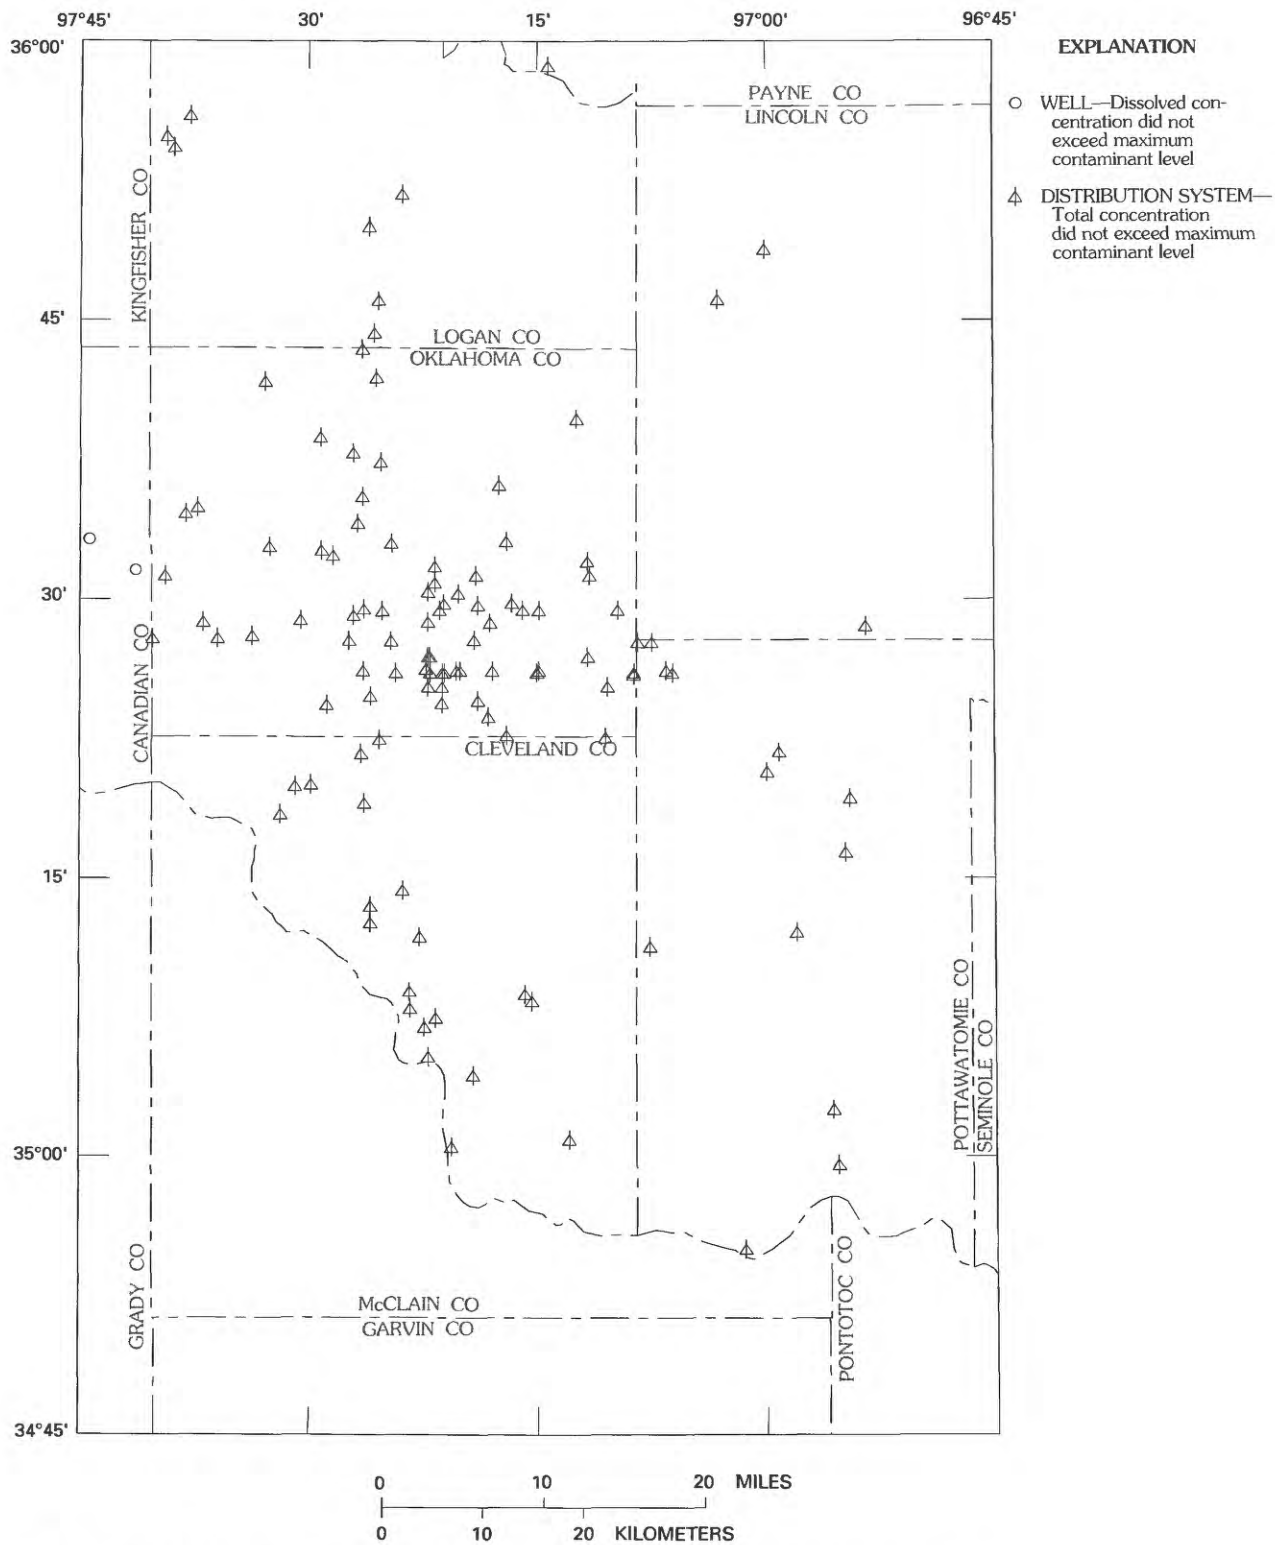 97°45'
30'
15'
97°00'
96°45'
36°00'
EXPLANATION
PAYNE CO
LINCOLN CO
WELL—Dissolved con-
centration did not
exceed maximum
contaminant level
DISTRIBUTION SYSTEM—
Total concentration
did not exceed maximum
contaminant level
KINGFISHER CO
45'
LOGAN CO
OKLAHOMA CO
30'
CANADIAN CO
CLEVELAND CO
15'
POTTAWATOMIE CO
SEMINOLE CO
35°00'
GRADY CO
McCLAIN CO
GARVIN CO
PONTOTOC CO
34°45'
0 10 20 MILES
0 10 20 KILOMETERS